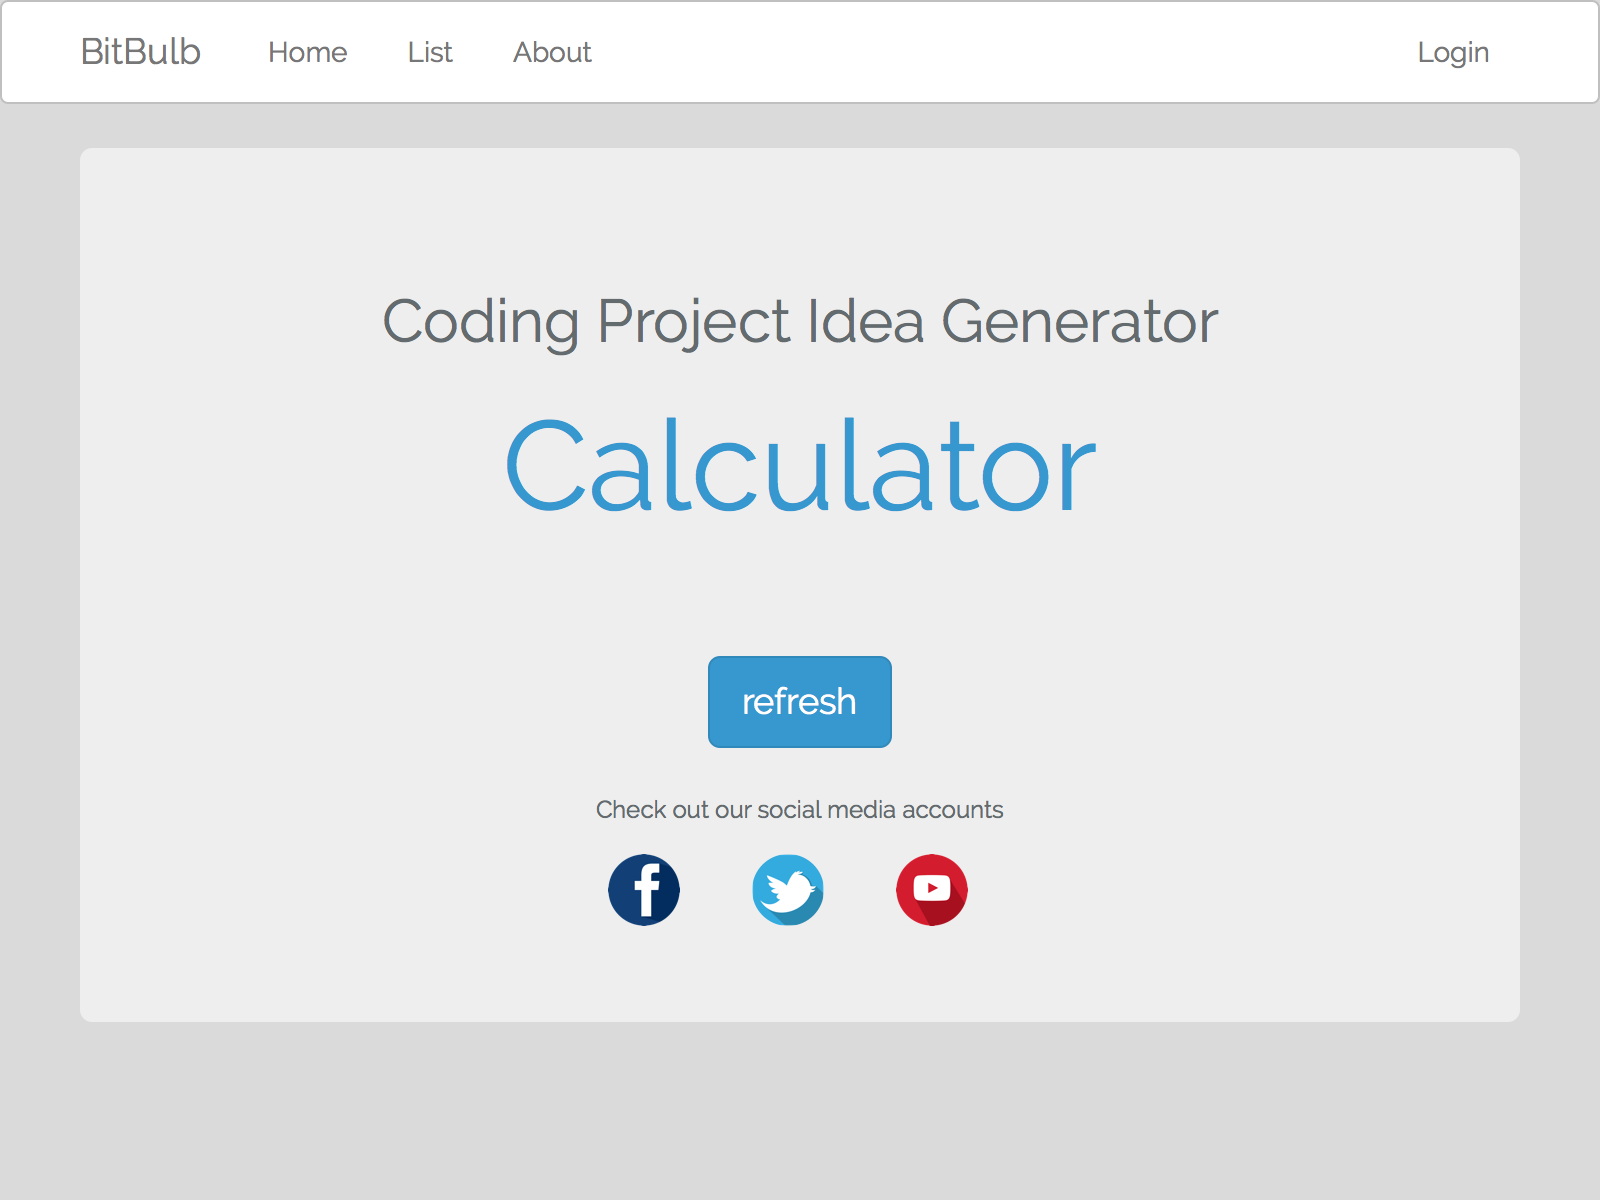 BitBulb Home List About Login
Coding Project Idea Generator
Calculator
refresh
Check out our social media accounts